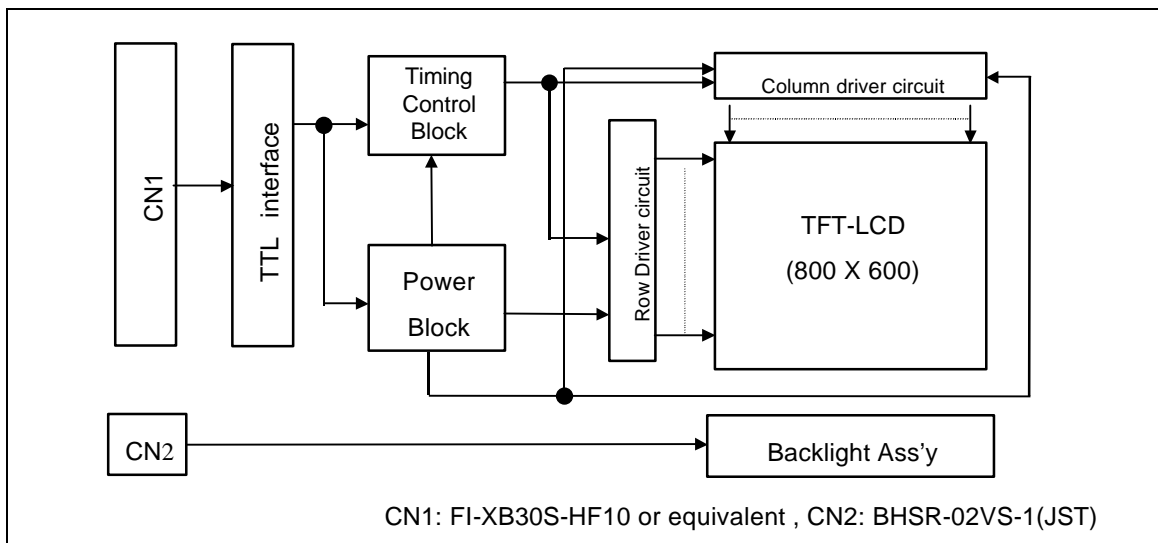 CN1
TTL interface
Timing
Control
Block
Power
Block
Row Driver circuit
Column driver circuit
TFT-LCD
(800 X 600)
CN2
Backlight Ass'y
CN1: FI-XB30S-HF10 or equivalent , CN2: BHSR-02VS-1(JST)